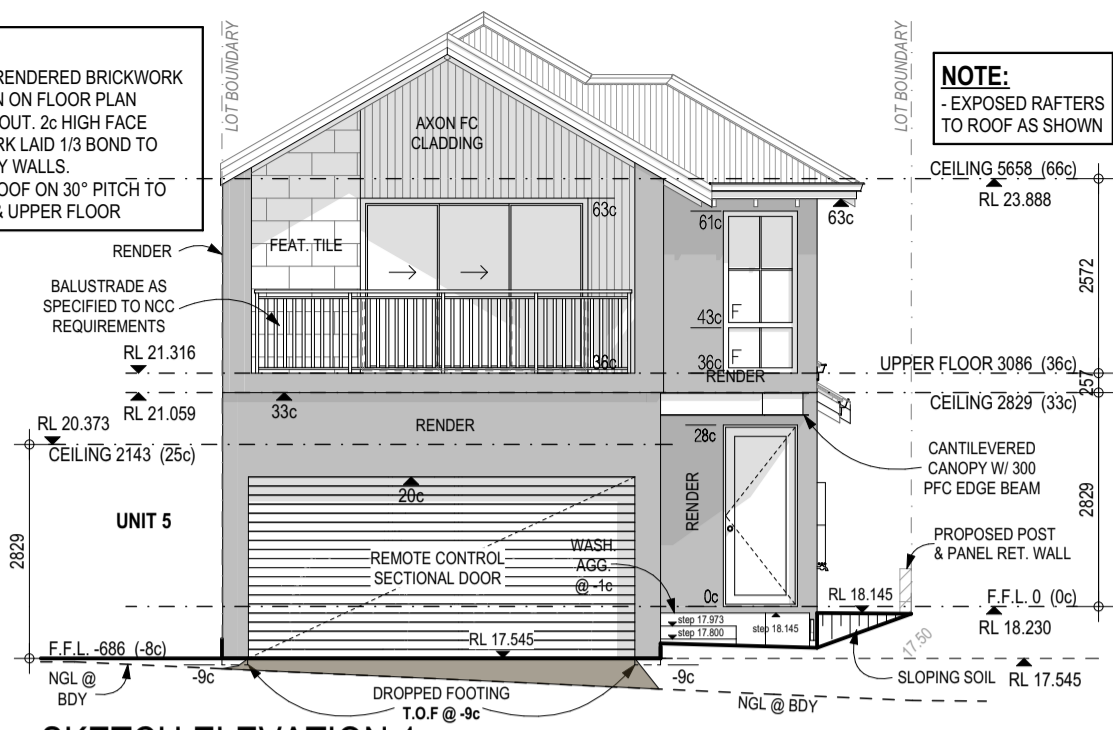 RENDERED BRICKWORK
ON FLOOR PLAN
OUT. 2c HIGH FACE
LAID 1/3 BOND TO
WALLS.
ON 30° PITCH TO
UPPER FLOOR
LOT BOUNDARY
LOT BOUNDARY
NOTE:
- EXPOSED RAFTERS
TO ROOF AS SHOWN
AXON FC
CLADDING
CEILING 5658 (66c)
RL 23.888
63c
61c
63c
RENDER
FEAT. TILE
BALUSTRADE AS
SPECIFIED TO NCC
REQUIREMENTS
2572
43c
F
RL 21.316
36c
36c
F
UPPER FLOOR 3086 (36c)
RENDER
257
RL 21.059
33c
CEILING 2829 (33c)
RL 20.373
RENDER
28c
CEILING 2143 (25c)
CANTILEVERED
CANOPY W/ 300
PFC EDGE BEAM
20c
RENDER
2829
UNIT 5
2829
REMOTE CONTROL
SECTIONAL DOOR
WASH.
AGG.
@ -1c
PROPOSED POST
& PANEL RET. WALL
0c
RL 18.145
F.F.L. 0 (0c)
RL 18.230
step 17.973
step 17.800
step 18.145
RL 17.545
17.50
F.F.L. -686 (-8c)
NGL @
BDY
-9c
-9c
SLOPING SOIL
RL 17.545
DROPPED FOOTING
T.O.F @ -9c
NGL @ BDY
SKETCH ELEVATION 1